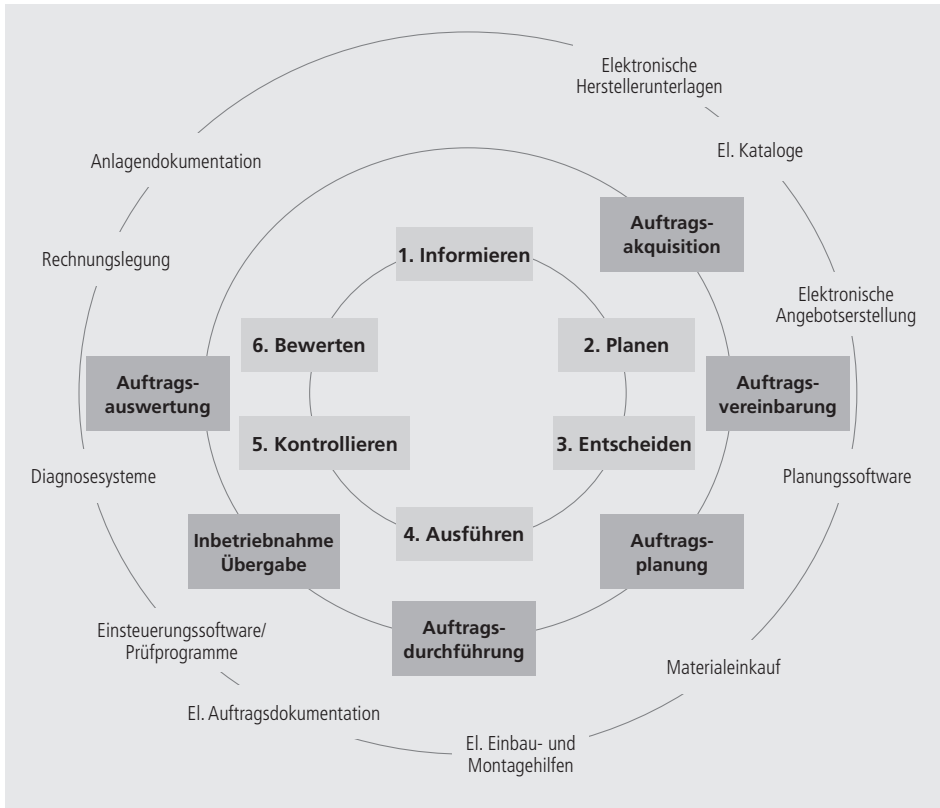 Elektronische
Herstellerunterlagen
El. Kataloge
Anlagendokumentation
Auftrags-
akquisition
1. Informieren
Rechnungslegung
Elektronische
Angebotserstellung
6. Bewerten
2. Planen
Auftrags-
auswertung
Auftrags-
vereinbarung
5. Kontrollieren
3. Entscheiden
Diagnosesysteme
Planungssoftware
4. Ausführen
Inbetriebnahme
Übergabe
Auftrags-
planung
Auftrags-
durchführung
Einsteuerungssoftware/
Prüfprogramme
Materialeinkauf
El. Auftragsdokumentation
El. Einbau- und
Montagehilfen